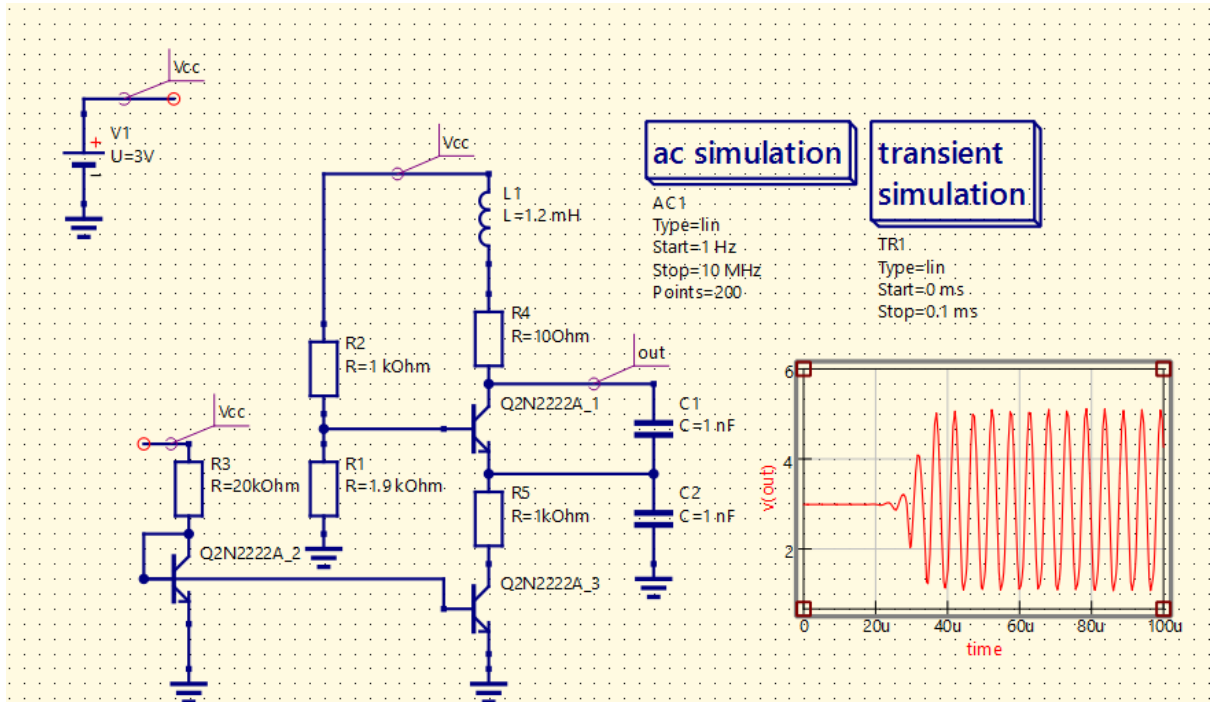 Vcc
V1
U=3V
Vcc
L1
L=1.2 mH
R4
R=10Ohm
out
R2
R=1 kOhm
Q2N2222A_1
C1
C=1 nF
Vcc
R3
R=20kOhm
R1
R=1.9 kOhm
R5
R=1kOhm
C2
C=1 nF
Q2N2222A_2
Q2N2222A_3
ac simulation
AC1
Type=lin
Start=1 Hz
Stop=10 MHz
Points=200
transient
simulation
TR1
Type=lin
Start=0 ms
Stop=0.1 ms
6
4
2
v(out)
0 20u 40u 60u 80u 100u
time